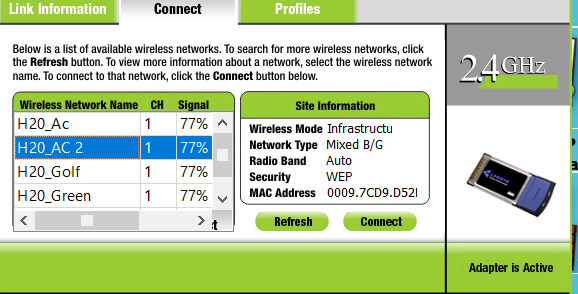 Link Information Connect Profiles
Below is a list of available wireless networks. To search for more wireless networks, click
the Refresh button. To view more information about a network, select the wireless network
name. To connect to that network, click the Connect button below.
2.4GHz
Wireless Network Name CH Signal
H20_Ac 1 77%
H20_AC 2 1 77%
H20_Golf 1 77%
H20_Green 1 77%
Site Information
Wireless Mode Infrastructu
Network Type Mixed B/G
Radio Band Auto
Security WEP
MAC Address 0009.7CD9.D52
Refresh Connect
Adapter is Active